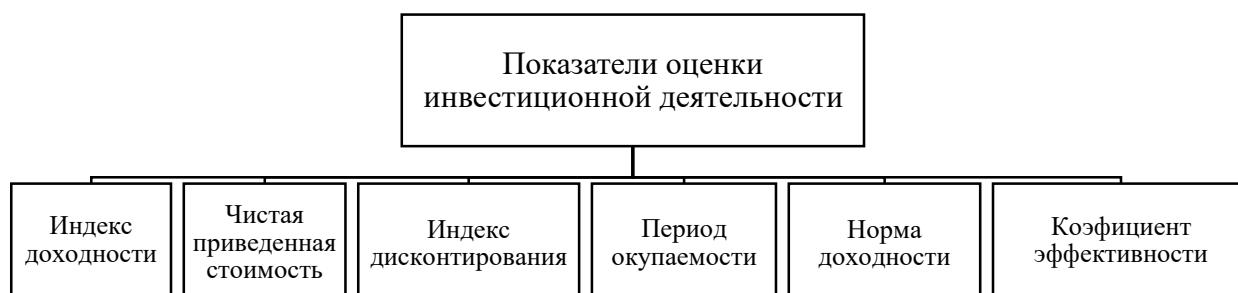 Показатели оценки
инвестиционной деятельности
Индекс
доходности
Чистая
приведенная
стоимость
Индекс
дисконтирования
Период
окупаемости
Норма
доходности
Коэфициент
эффективности